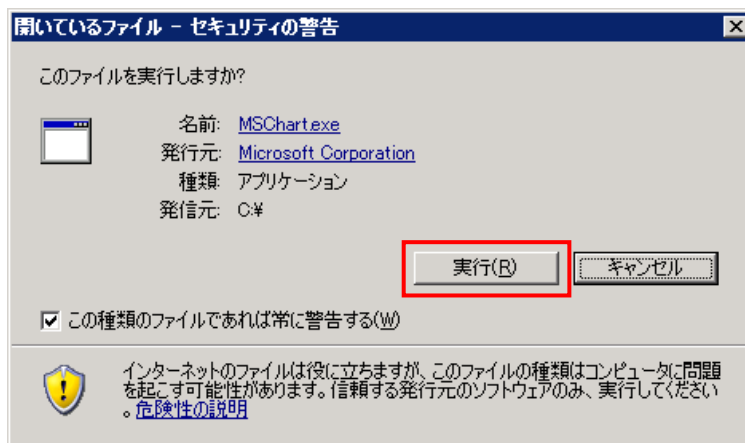 開いているファイル - セキュリティの警告
このファイルを実行しますか?
名前: MSChart.exe
発行元: Microsoft Corporation
種類: アプリケーション
発信元: C:¥
実行(R) キャンセル
この種類のファイルであれば常に警告する(W)
インターネットのファイルは役に立ちますが、このファイルの種類はコンピュータに問題
を起こす可能性があります。信頼する発行元のソフトウェアのみ、実行してください
。危険性の説明